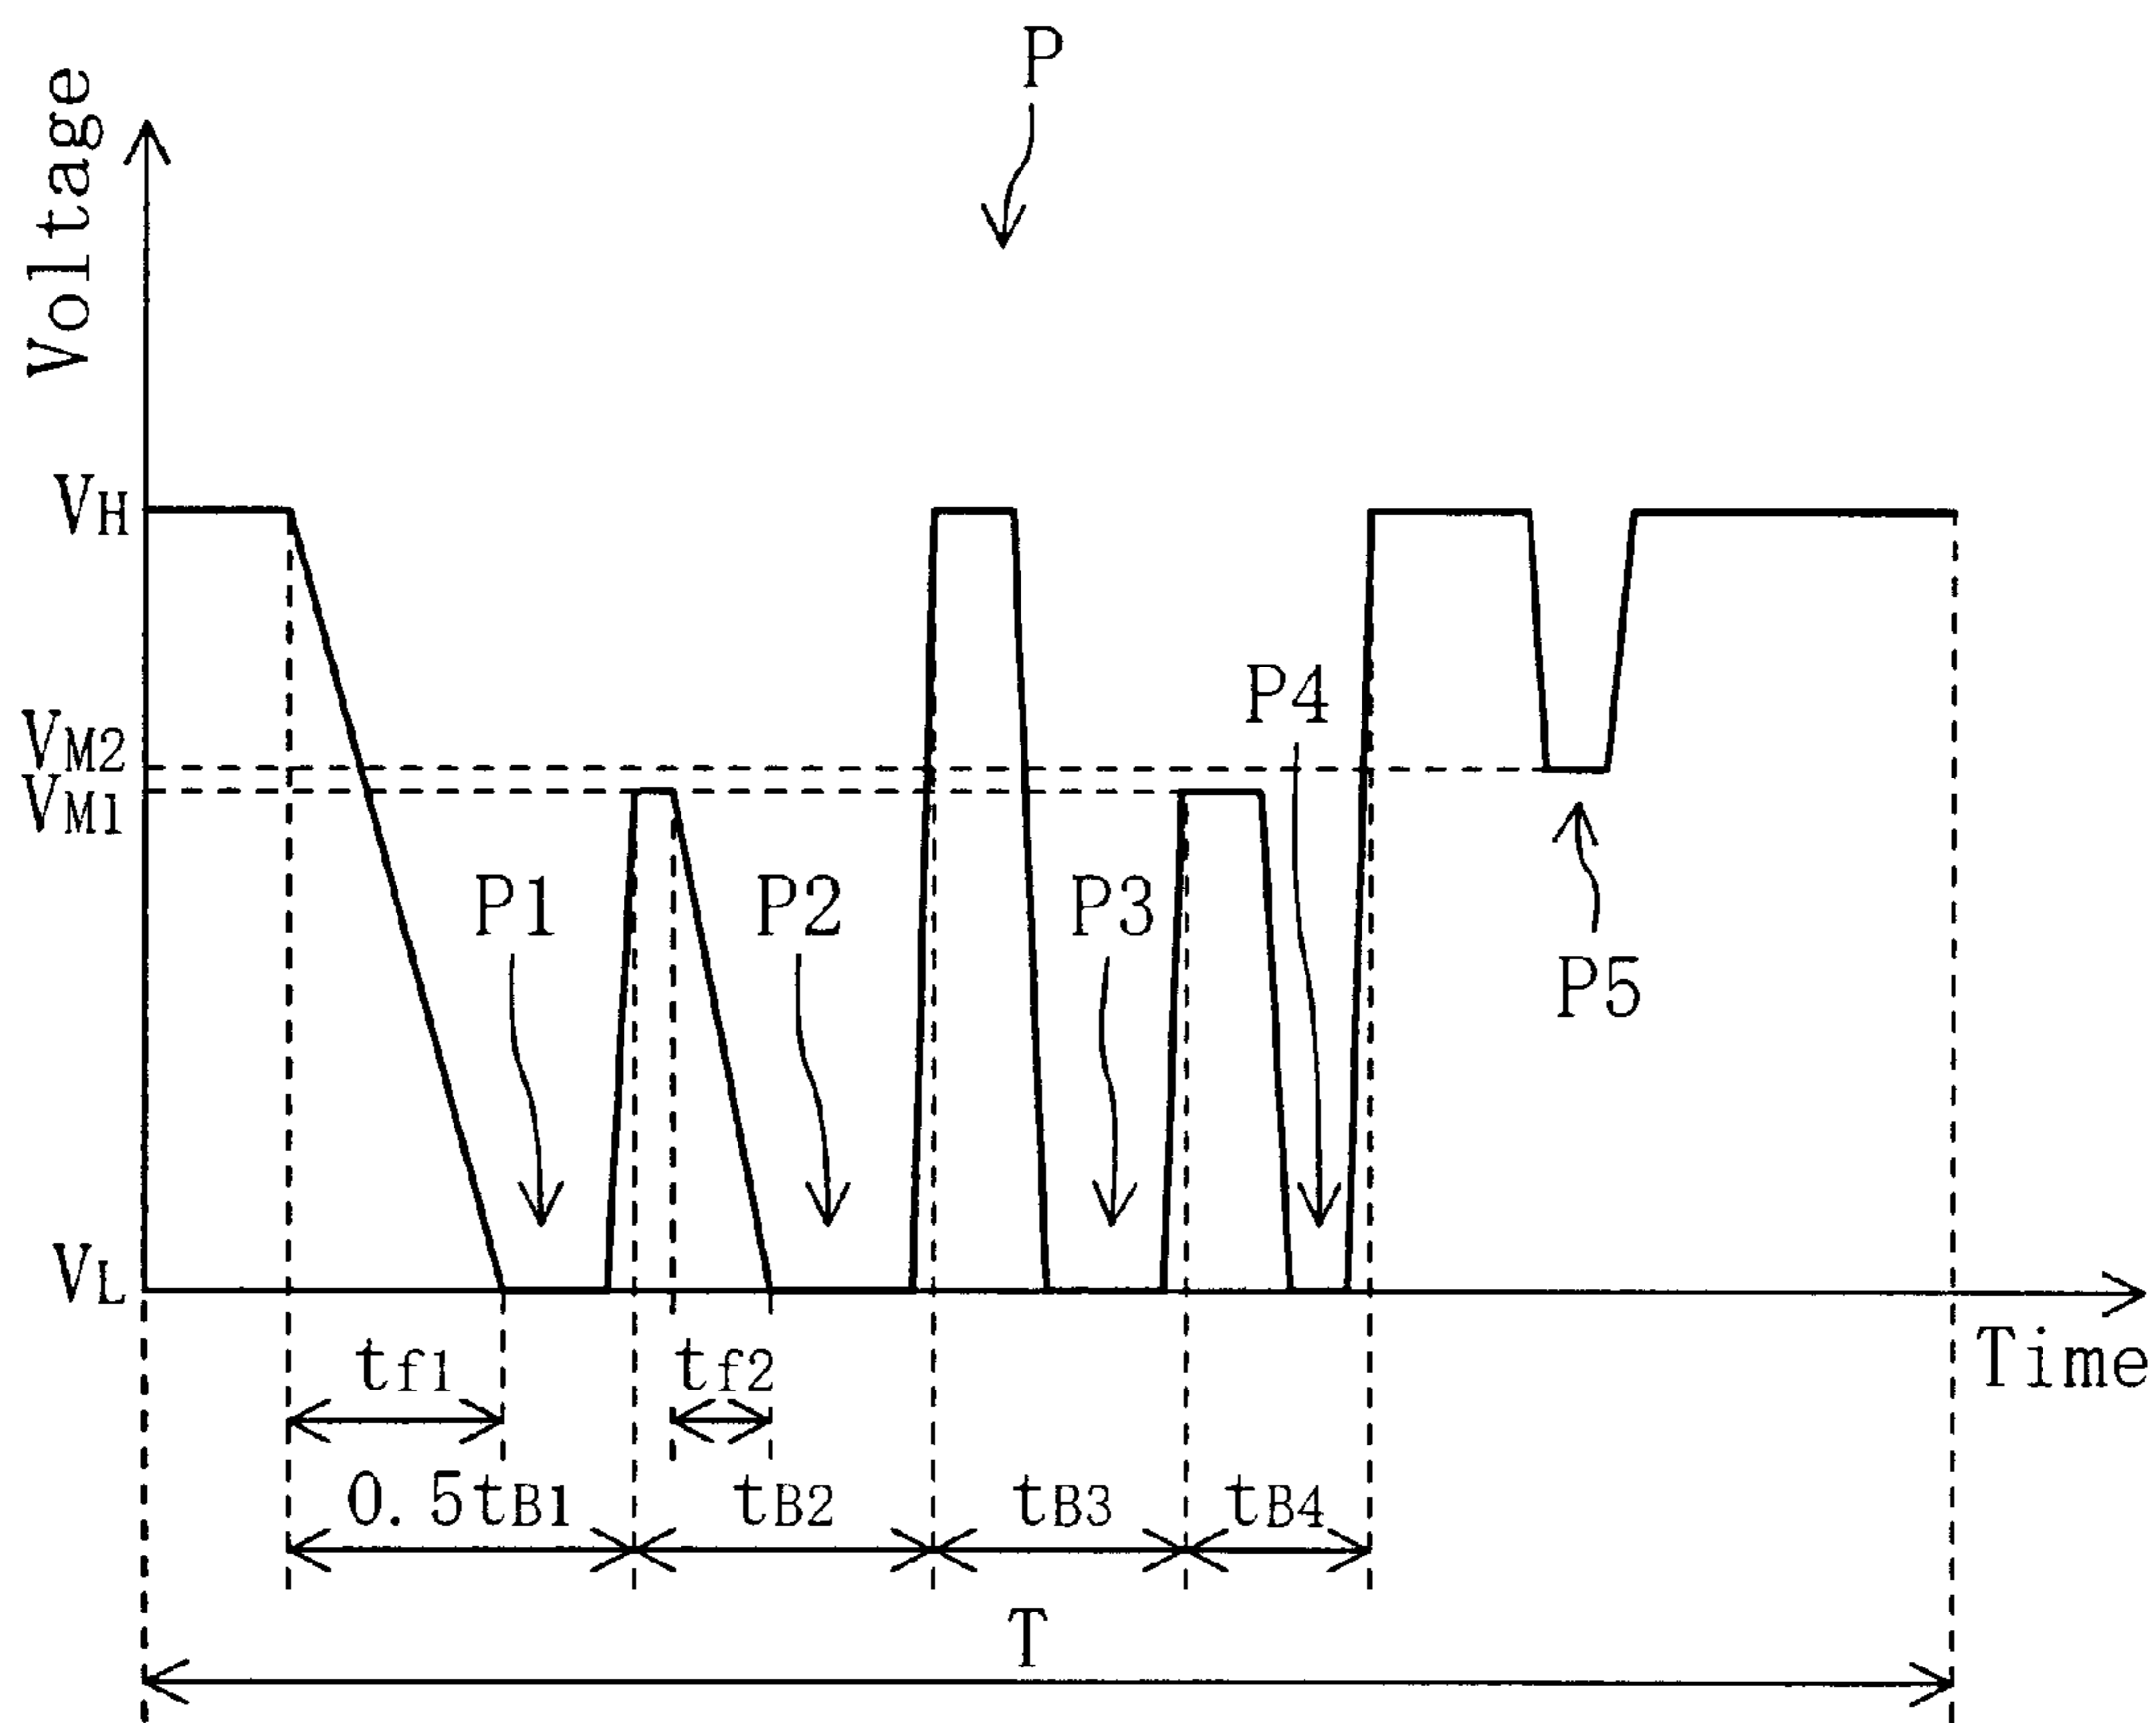 P
Voltage
VH
VM2
VM1
P4
P1
P2
P3
P5
VL
Time
tf1
tf2
0.5tB1
tB2
tB3
tB4
T